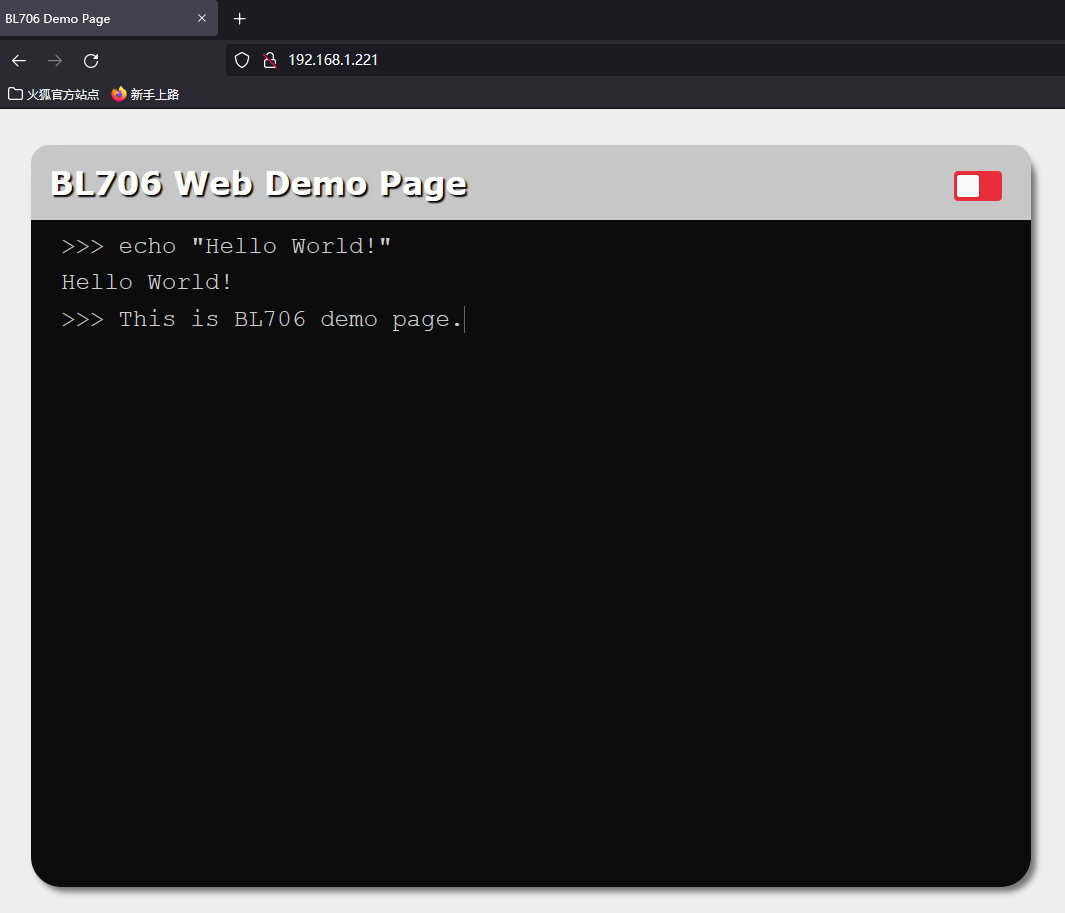 BL706 Demo Page
192.168.1.221
火狐官方站点 新手上路
BL706 Web Demo Page
>>> echo "Hello World!"
Hello World!
>>> This is BL706 demo page.